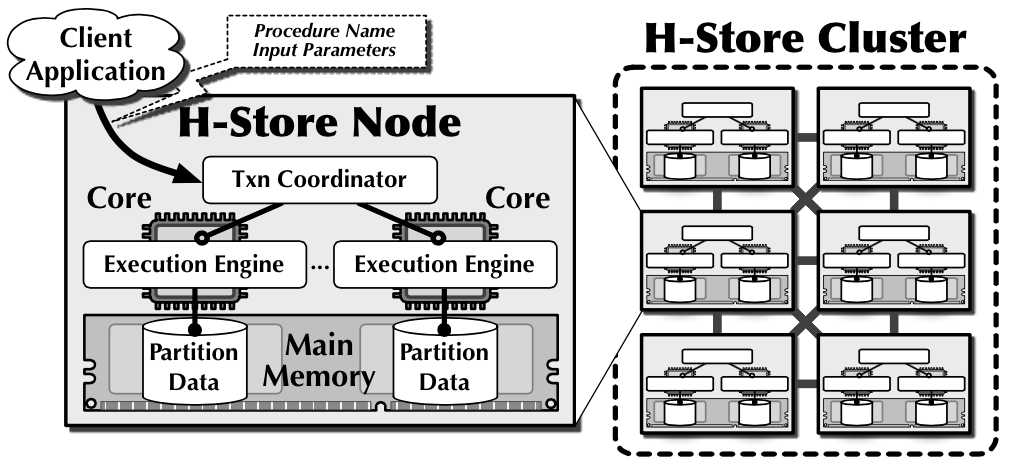 Client
Application
Procedure Name
Input Parameters
H-Store Cluster
H-Store Node
Txn Coordinator
Core
Core
Execution Engine
...
Execution Engine
Partition
Data
Main
Memory
Partition
Data